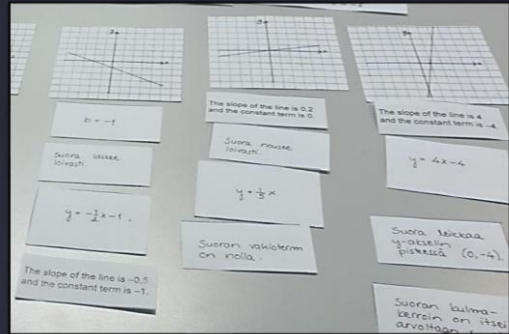 b = -1
Suora laskee
loivasti.
y = -½x - 1.
The slope of the line is -0,5
and the constant term is -1.
The slope of the line is 0,2
and the constant term is 0.
Suora nousee
loivasti.
y = ⅕x
Suoran vakiotermi
on nolla.
The slope of the line is 4
and the constant term is -4.
y = 4x - 4
Suora leikkaa
y-akselin
pisteessä (0,-4).
Suoran kulma-
kerroin on itsei
arvoltaan